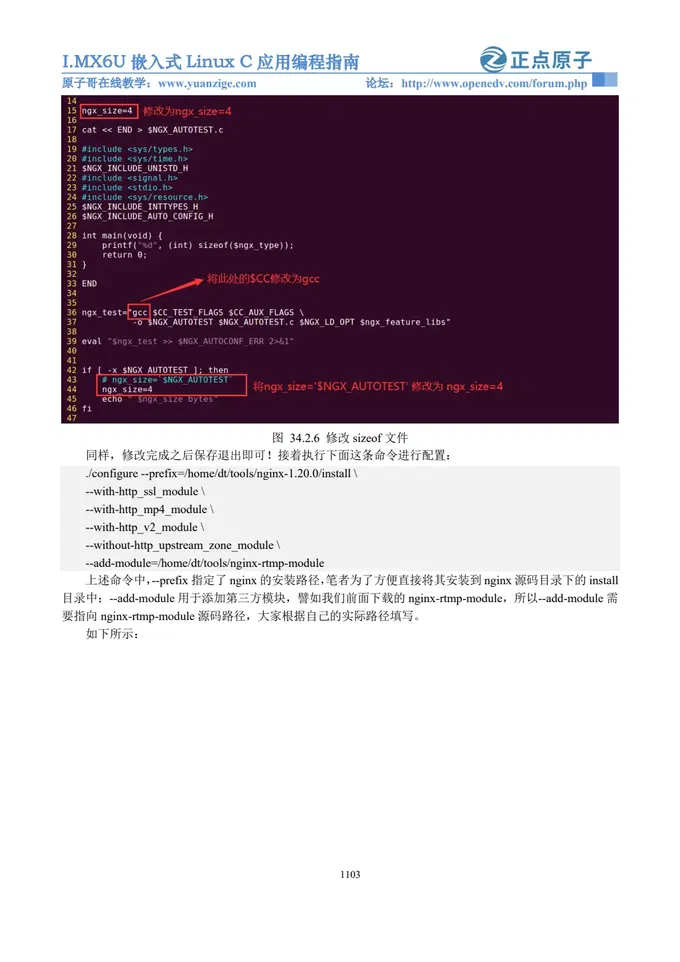 I.MX6U 嵌入式 Linux C 应用编程指南
正点原子
原子哥在线教学：www.yuanzige.com 论坛：http://www.openedv.com/forum.php
14
15 ngx_size=4 修改为ngx_size=4
16
17 cat << END > $NGX_AUTOTEST.c
18
19 #include <sys/types.h>
20 #include <sys/time.h>
21 $NGX_INCLUDE_UNISTD_H
22 #include <signal.h>
23 #include <stdio.h>
24 #include <sys/resource.h>
25 $NGX_INCLUDE_INTTYPES_H
26 $NGX_INCLUDE_AUTO_CONFIG_H
27
28 int main(void) {
29 printf("%d", (int) sizeof($ngx_type));
30 return 0;
31 }
32 将此处的$CC修改为gcc
33 END
34
35
36 ngx_test="gcc $CC_TEST_FLAGS $CC_AUX_FLAGS \
37 -o $NGX_AUTOTEST $NGX_AUTOTEST.c $NGX_LD_OPT $ngx_feature_libs"
38
39 eval "$ngx_test >> $NGX_AUTOCONF_ERR 2>&1"
40
41
42 if [ -x $NGX_AUTOTEST ]; then
43 # ngx_size=`$NGX_AUTOTEST`
44 ngx_size=4 将ngx_size='$NGX_AUTOTEST' 修改为 ngx_size=4
45 echo " $ngx_size bytes"
46 fi
47
图 34.2.6 修改 sizeof 文件
同样，修改完成之后保存退出即可！接着执行下面这条命令进行配置：
./configure --prefix=/home/dt/tools/nginx-1.20.0/install \
--with-http_ssl_module \
--with-http_mp4_module \
--with-http_v2_module \
--without-http_upstream_zone_module \
--add-module=/home/dt/tools/nginx-rtmp-module
上述命令中，--prefix 指定了 nginx 的安装路径，笔者为了方便直接将其安装到 nginx 源码目录下的 install
目录中；--add-module 用于添加第三方模块，譬如我们前面下载的 nginx-rtmp-module，所以--add-module 需
要指向 nginx-rtmp-module 源码路径，大家根据自己的实际路径填写。
如下所示：
1103